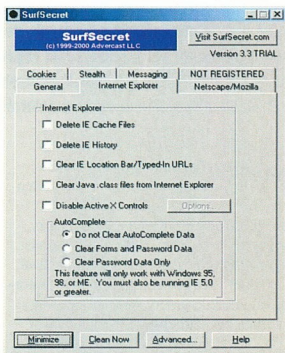 SurfSecret
SurfSecret
(c) 1999-2000 Advercast LLC
Visit SurfSecret.com
Version 3.3 TRIAL
Cookies
Stealth
Messaging
NOT REGISTERED
General
Internet Explorer
Netscape/Mozilla
Internet Explorer
Delete IE Cache Files
Delete IE History
Clear IE Location Bar/Typed-In URLs
Clear Java .class files from Internet Explorer
Disable Active X Controls
Options...
AutoComplete
Do not Clear AutoComplete Data
Clear Forms and Password Data
Clear Password Data Only
This feature will only work with Windows 95,
98, or ME. You must also be running IE 5.0
or greater.
Minimize
Clean Now
Advanced...
Help